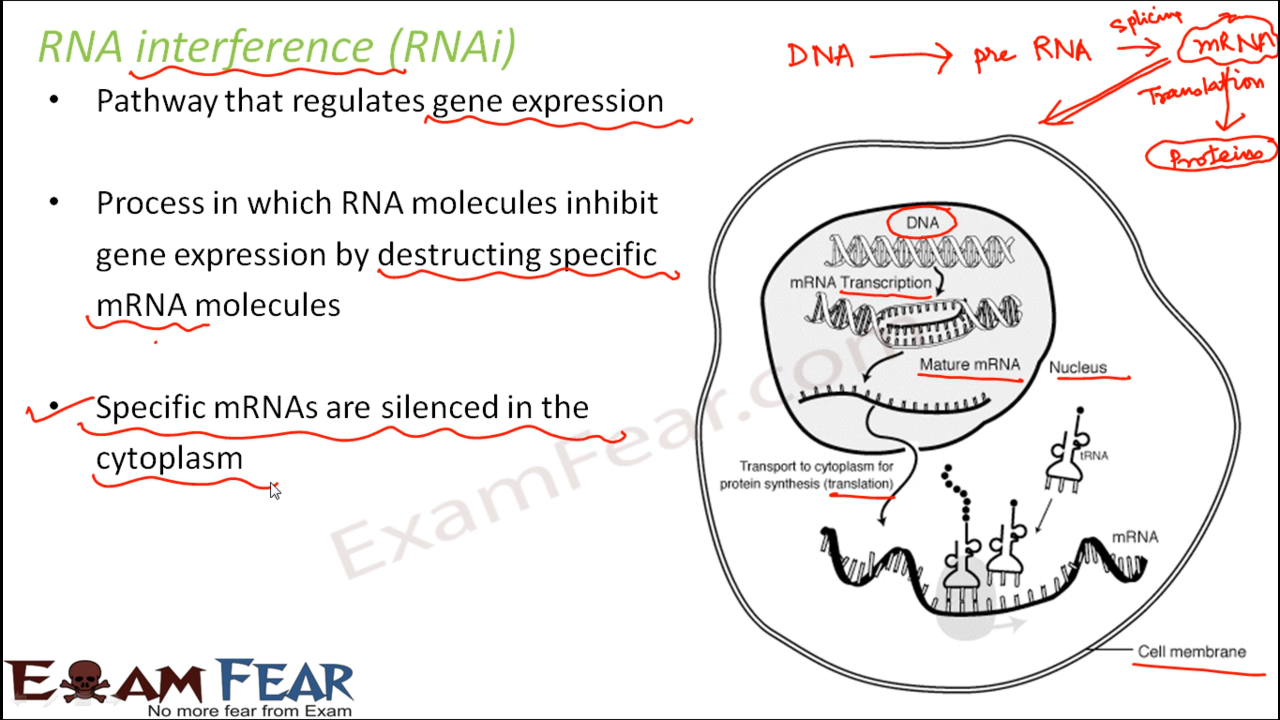 RNA interference (RNAi)
• Pathway that regulates gene expression
• Process in which RNA molecules inhibit
gene expression by destructing specific
mRNA molecules
• Specific mRNAs are silenced in the
cytoplasm
DNA → pre RNA → mRNA
Splicing
Translation
Proteins
DNA
mRNA Transcription
Mature mRNA
Nucleus
Transport to cytoplasm for
protein synthesis (translation)
tRNA
mRNA
Cell membrane
ExamFear.com
EXAM FEAR
No more fear from Exam